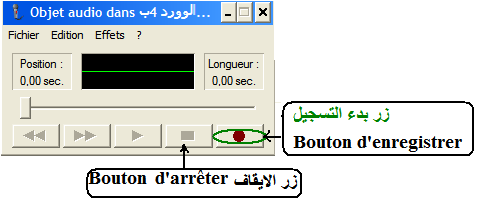 Objet audio dans الوورد 4ب...
Fichier Edition Effets ?
Position : Longueur :
0,00 sec. 0,00 sec.
زر بدء التسجيل
Bouton d'enregistrer
Bouton d'arrêter زر الايقاف